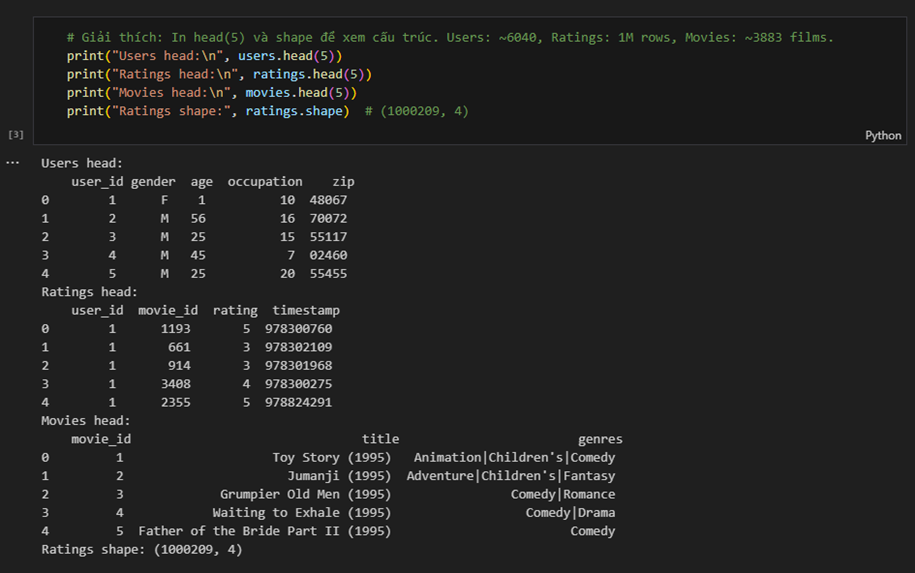 # Giải thích: In head(5) và shape để xem cấu trúc. Users: ~6040, Ratings: 1M rows, Movies: ~3883 films.
print("Users head:\n", users.head(5))
print("Ratings head:\n", ratings.head(5))
print("Movies head:\n", movies.head(5))
print("Ratings shape:", ratings.shape)  # (1000209, 4)
[3]
Python
... Users head:
   user_id gender  age  occupation    zip
0        1      F    1          10  48067
1        2      M   56          16  70072
2        3      M   25          15  55117
3        4      M   45           7  02460
4        5      M   25          20  55455
Ratings head:
   user_id  movie_id  rating  timestamp
0        1      1193       5  978300760
1        1       661       3  978302109
2        1       914       3  978301968
3        1      3408       4  978300275
4        1      2355       5  978824291
Movies head:
   movie_id                               title                        genres
0         1                    Toy Story (1995)   Animation|Children's|Comedy
1         2                      Jumanji (1995)  Adventure|Children's|Fantasy
2         3             Grumpier Old Men (1995)                Comedy|Romance
3         4            Waiting to Exhale (1995)                  Comedy|Drama
4         5  Father of the Bride Part II (1995)                        Comedy
Ratings shape: (1000209, 4)